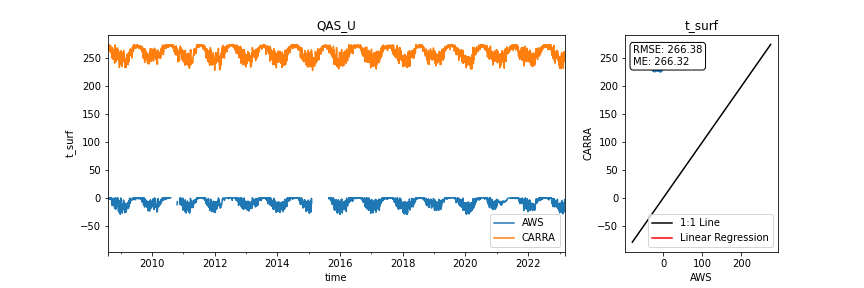 QAS_U
t_surf
250
200
150
100
50
0
−50
2010
2012
2014
2016
2018
2020
2022
time
AWS
CARRA
t_surf
CARRA
250
200
150
100
50
0
−50
RMSE: 266.38
ME: 266.32
1:1 Line
Linear Regression
0
100
200
AWS